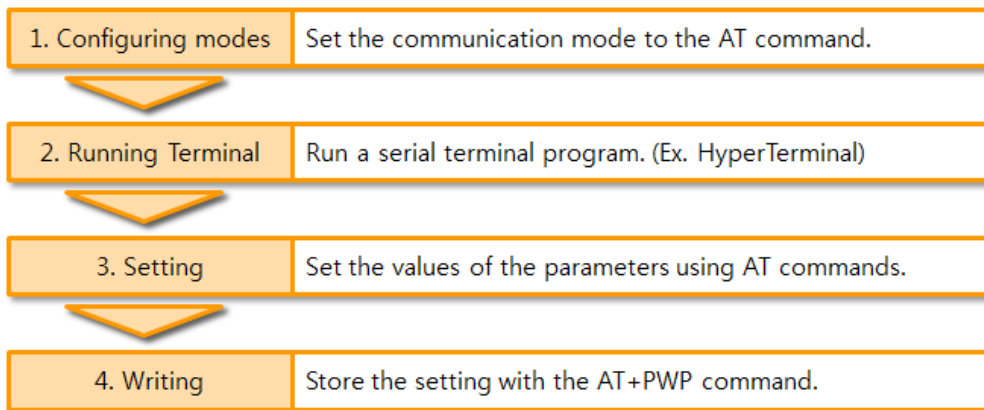 1. Configuring modes Set the communication mode to the AT command.
2. Running Terminal Run a serial terminal program. (Ex. HyperTerminal)
3. Setting Set the values of the parameters using AT commands.
4. Writing Store the setting with the AT+PWP command.